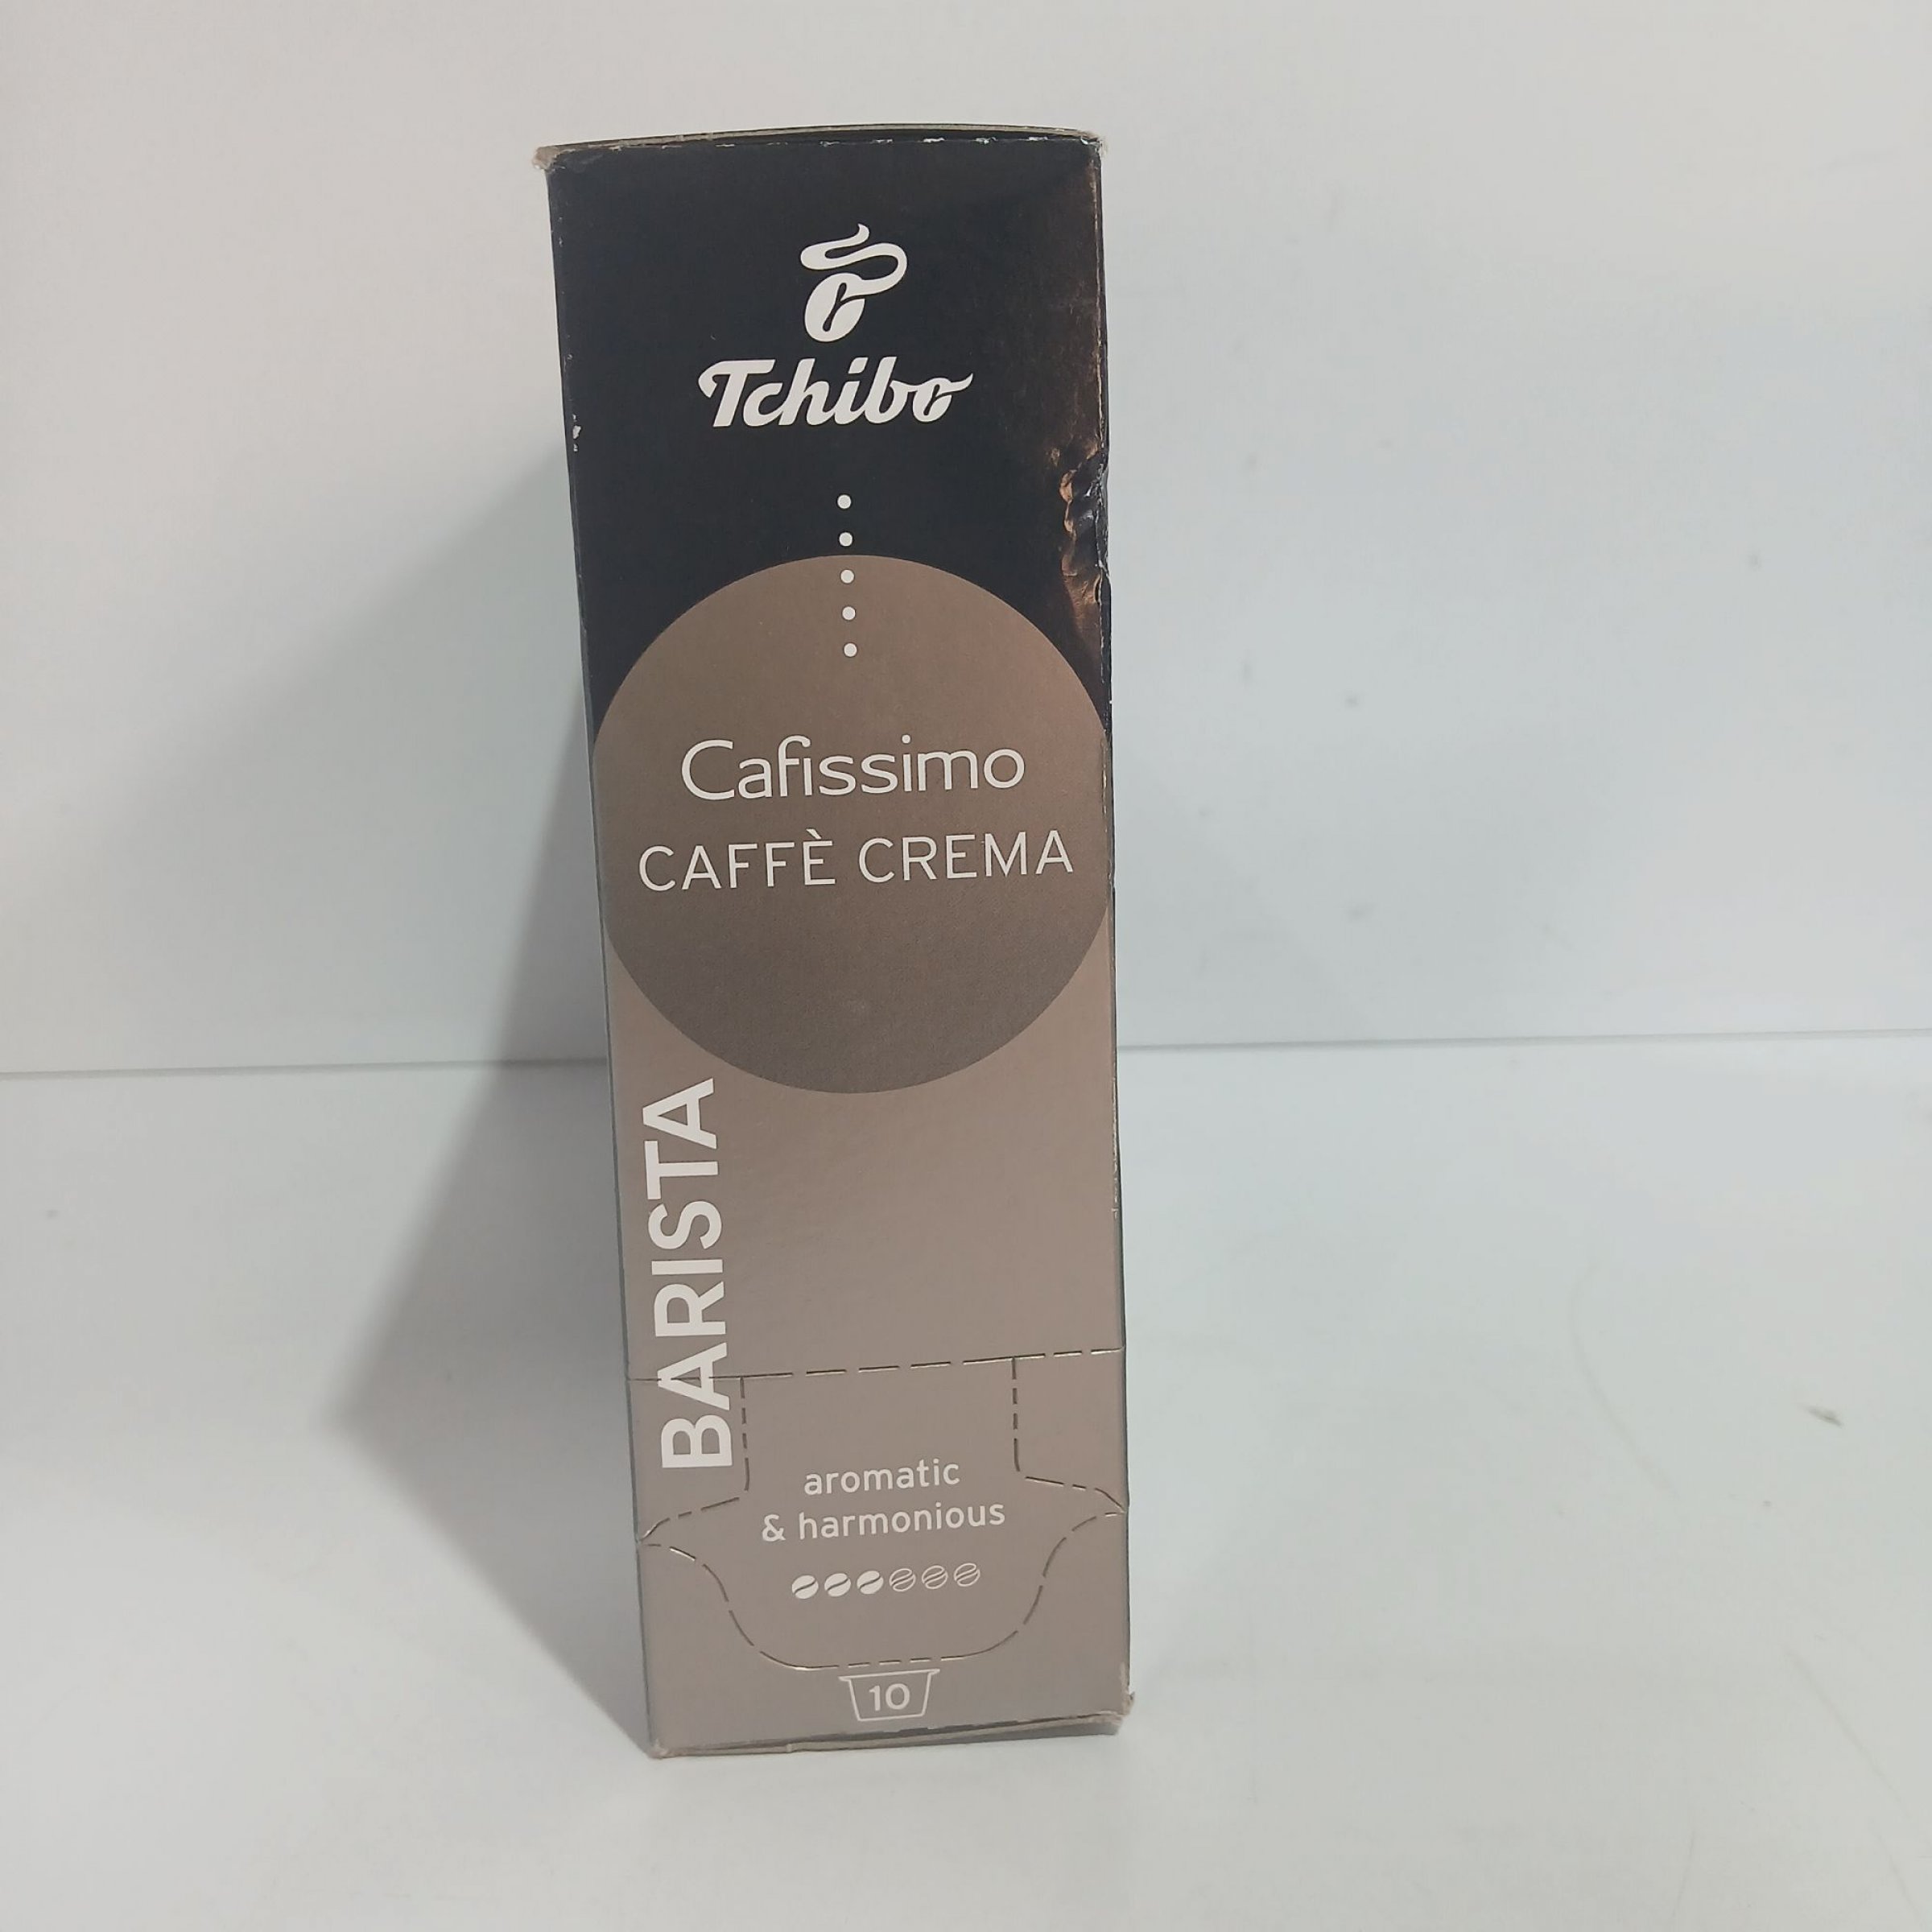 Tchibo
Cafissimo
CAFFÈ CREMA
BARISTA
aromatic
& harmonious
10